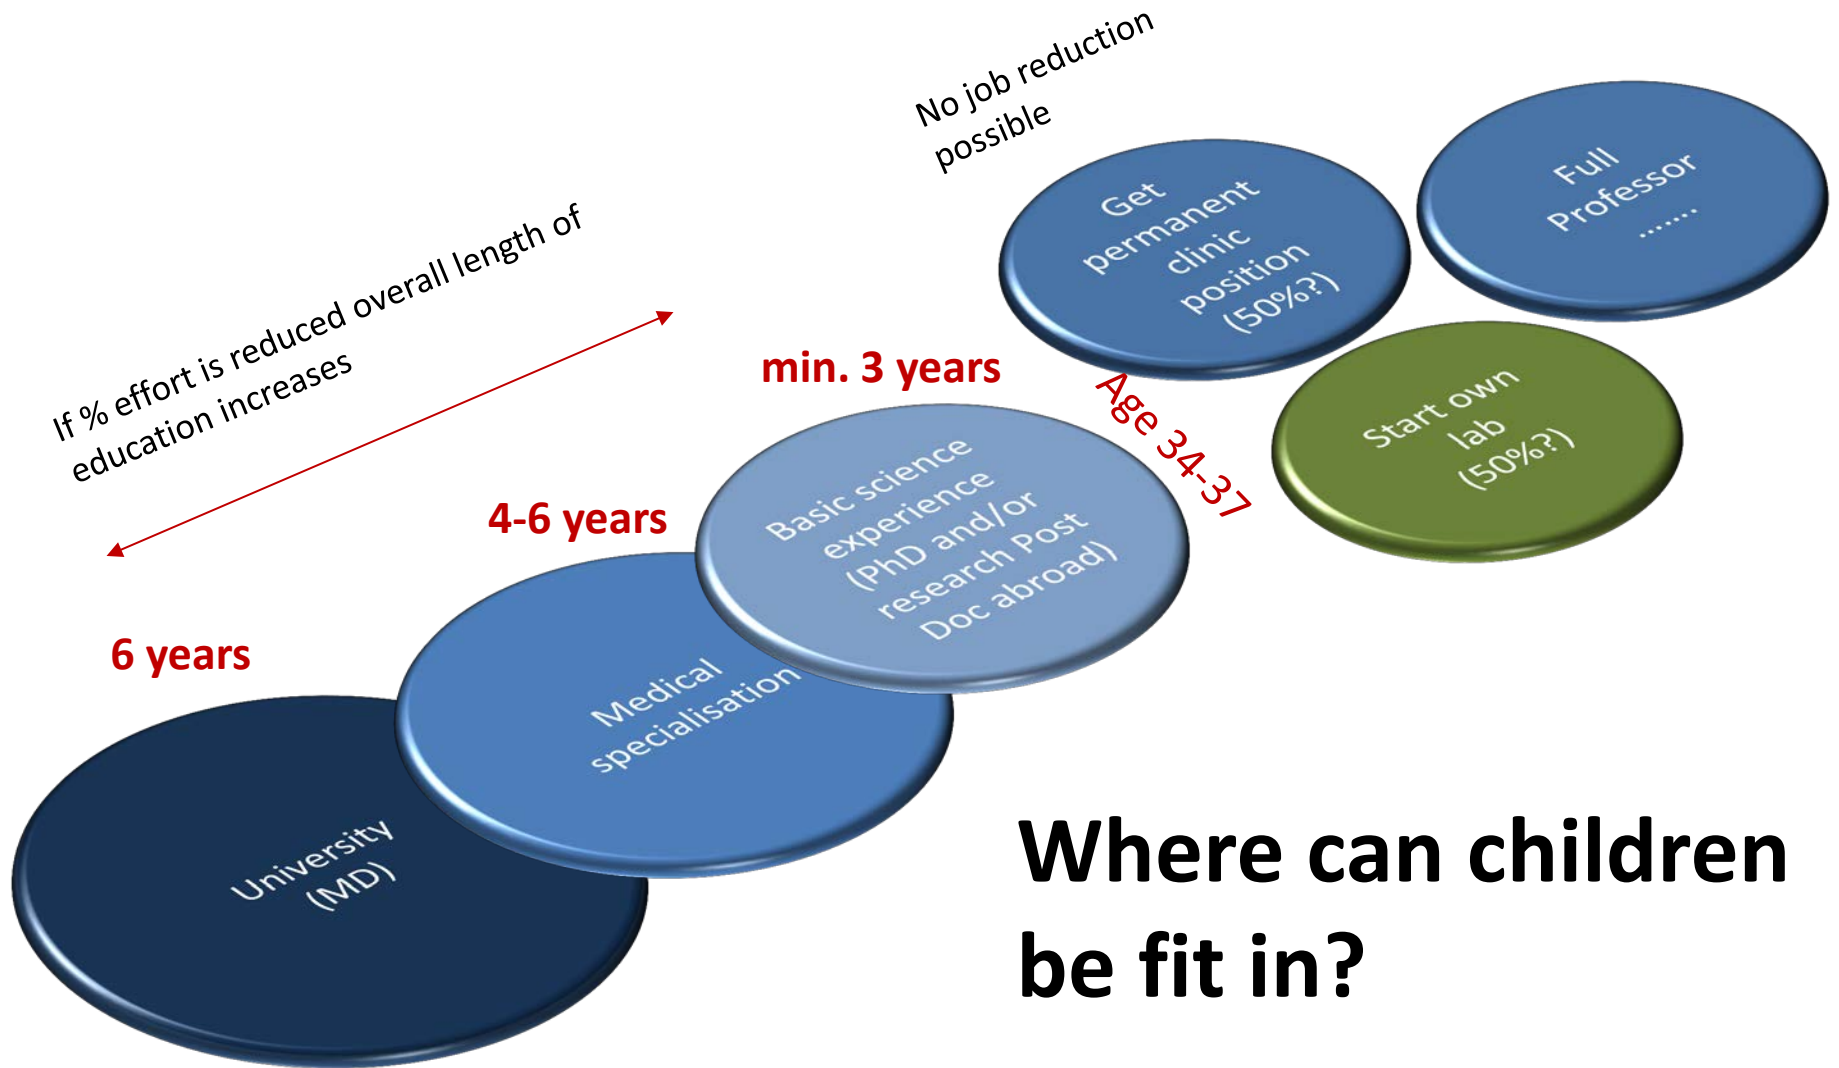 No job reduction
possible
If % effort is reduced overall length of
education increases
6 years
University
(MD)
4-6 years
Medical
specialisation
min. 3 years
Basic science
experience
(PhD and/or
research Post
Doc abroad)
Age 34-37
Get
permanent
clinic
position
(50%?)
Start own
lab
(50%?)
Full
Professor
.......
Where can children
be fit in?